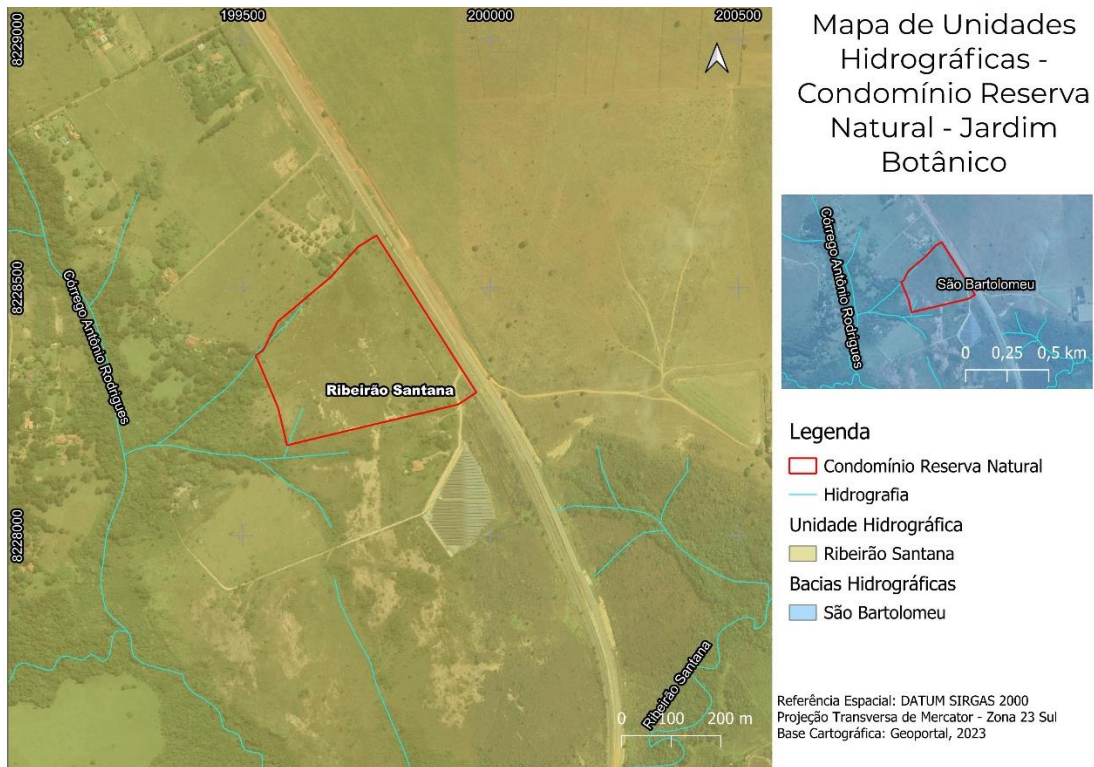 199500
200000
200500
8229000
8228500
8228000
Córrego Antônio Rodrigues
Ribeirão Santana
Ribeirão Santana
0 100 200 m
Mapa de Unidades
Hidrográficas -
Condomínio Reserva
Natural - Jardim
Botânico
Córrego Antônio Rodrigues
São Bartolomeu
0 0,25 0,5 km
Legenda
Condomínio Reserva Natural
Hidrografia
Unidade Hidrográfica
Ribeirão Santana
Bacias Hidrográficas
São Bartolomeu
Referência Espacial: DATUM SIRGAS 2000
Projeção Transversa de Mercator - Zona 23 Sul
Base Cartográfica: Geoportal, 2023